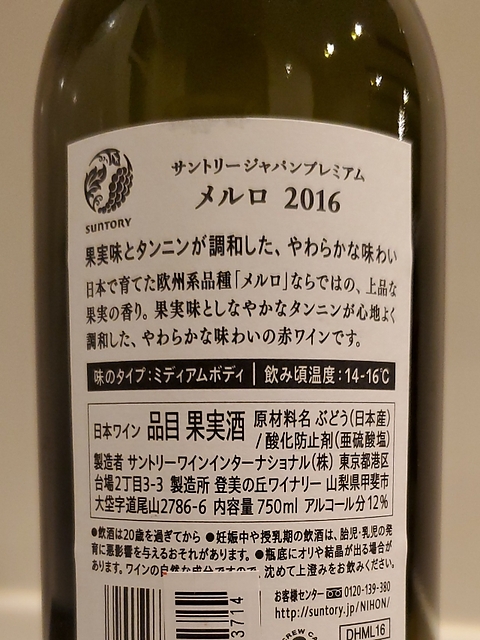 サントリージャパンプレミアム
メルロ 2016
SUNTORY
果実味とタンニンが調和した、やわらかな味わい
日本で育てた欧州系品種「メルロ」ならではの、上品な
果実の香り。果実味としなやかなタンニンが心地よく
調和した、やわらかな味わいの赤ワインです。
味のタイプ:ミディアムボディ | 飲み頃温度:14-16℃
日本ワイン 品目 果実酒 原材料名 ぶどう(日本産)
/酸化防止剤(亜硫酸塩)
製造者 サントリーワインインターナショナル(株) 東京都港区
台場2丁目3-3 製造所 登美の丘ワイナリー 山梨県甲斐市
大垈字道尾山2786-6 内容量 750ml アルコール分 12%
●飲酒は20歳を過ぎてから ●妊娠中や授乳期の飲酒は、胎児・乳児の発
育に悪影響を与えるおそれがあります。●瓶底にオリや結晶が出る場合が
あります。ワインの自然な成分ですので、沈めて上澄みをお飲みください。
お客様センター 0120-139-380
http://suntory.jp/NIHON/
3714
DHML16